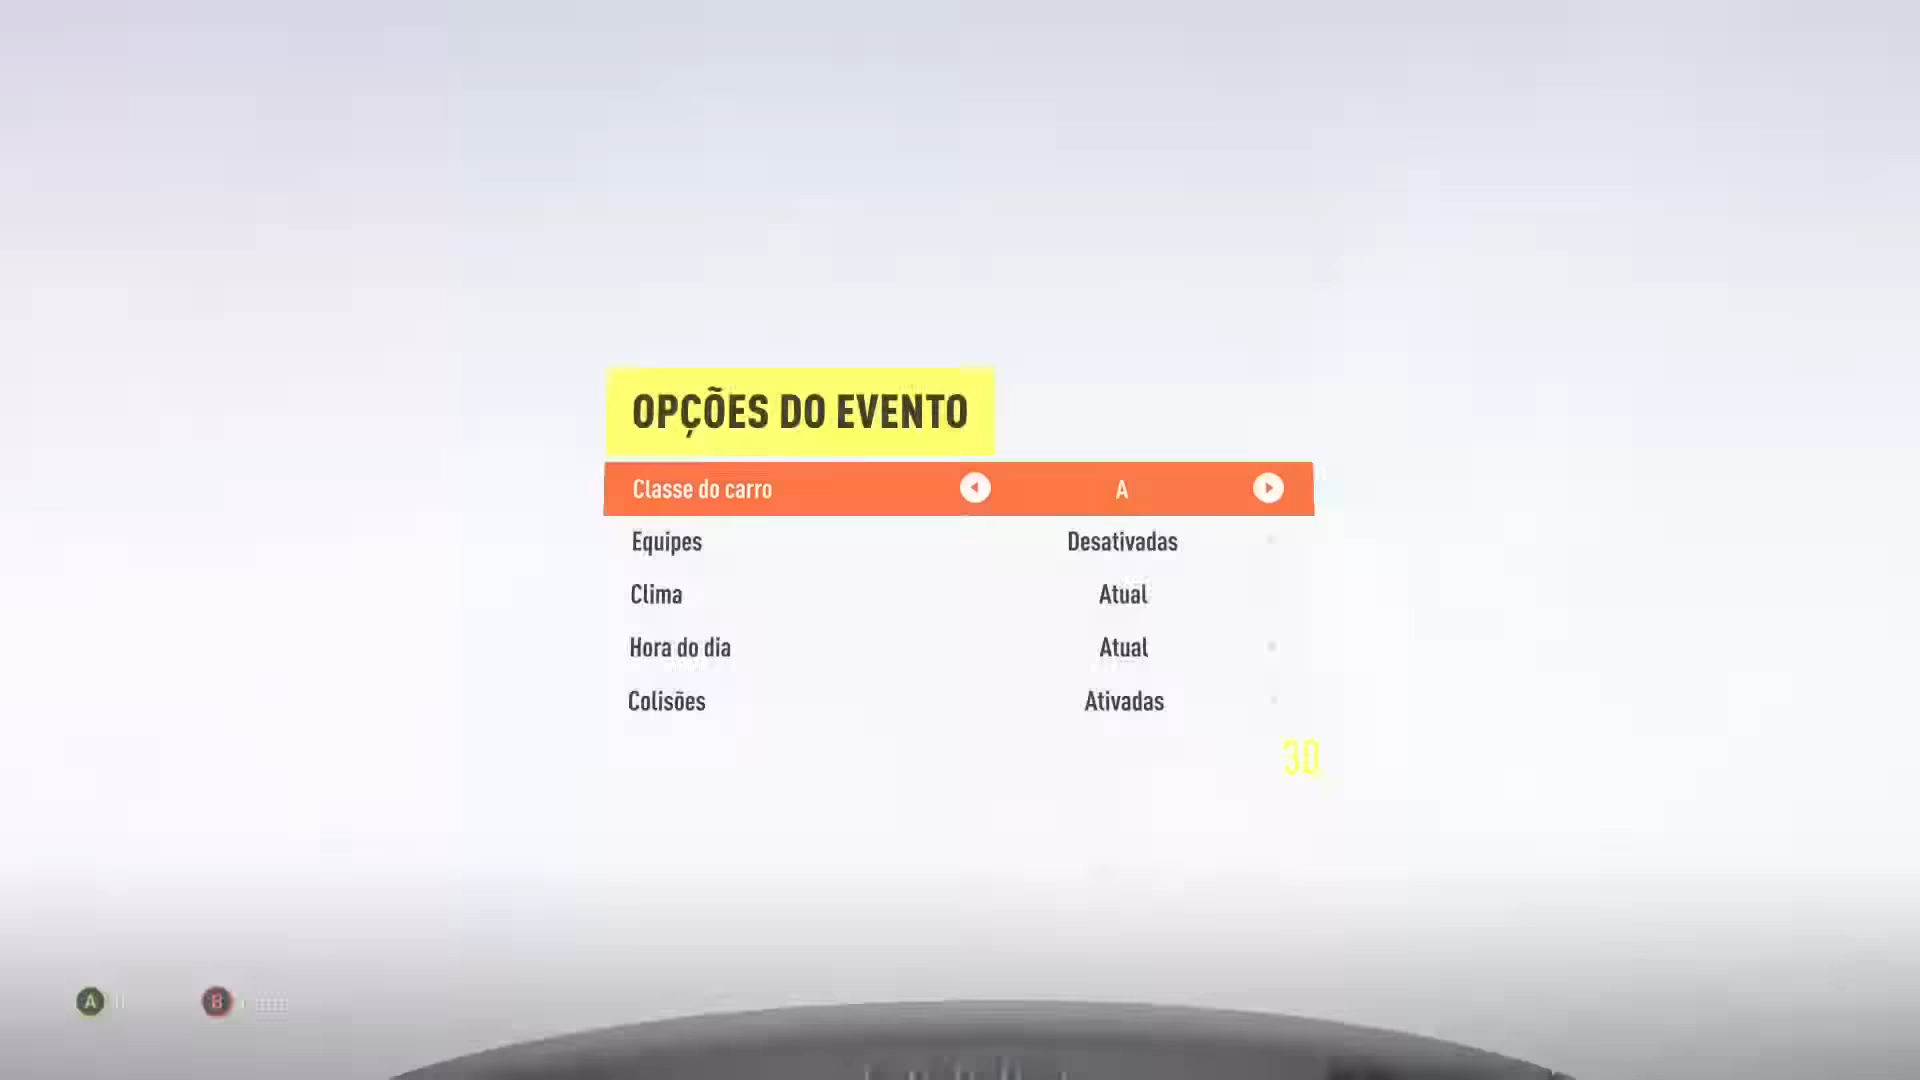 OPÇÕES DO EVENTO
Classe do carro A
Equipes Desativadas
Clima Atual
Hora do dia Atual
Colisões Ativadas
30
A
B